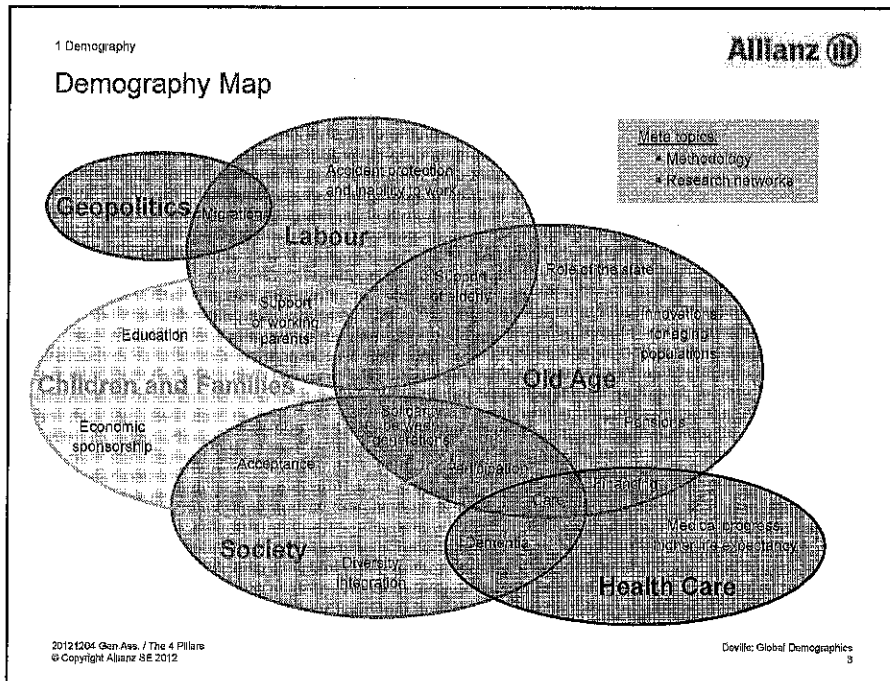 1 Demography
Allianz
Demography Map
Meta topics:
• Methodology
• Research networks
Accident protection
and inability to work
Geopolitics
Migration
Labour
Support
of elderly
Role of the state
Support
of working
parents
Innovations
for aging
populations
Education
Children and Families
Old Age
Economic
sponsorship
Solidarity
between
generations
Pensions
Acceptance
Participation
Financing
Care
Medical progress,
higher life expectancy
Dementia
Society
Diversity,
Integration
Health Care
20121204 Gen.Ass. / The 4 Pillars
© Copyright Allianz SE 2012
Deville: Global Demographics
3